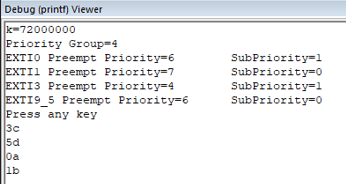 Debug (printf) Viewer
k=72000000
Priority Group=4
EXTI0 Preempt Priority=6 SubPriority=1
EXTI1 Preempt Priority=7 SubPriority=0
EXTI3 Preempt Priority=4 SubPriority=1
EXTI9_5 Preempt Priority=6 SubPriority=0
Press any key
3c
5d
0a
1b